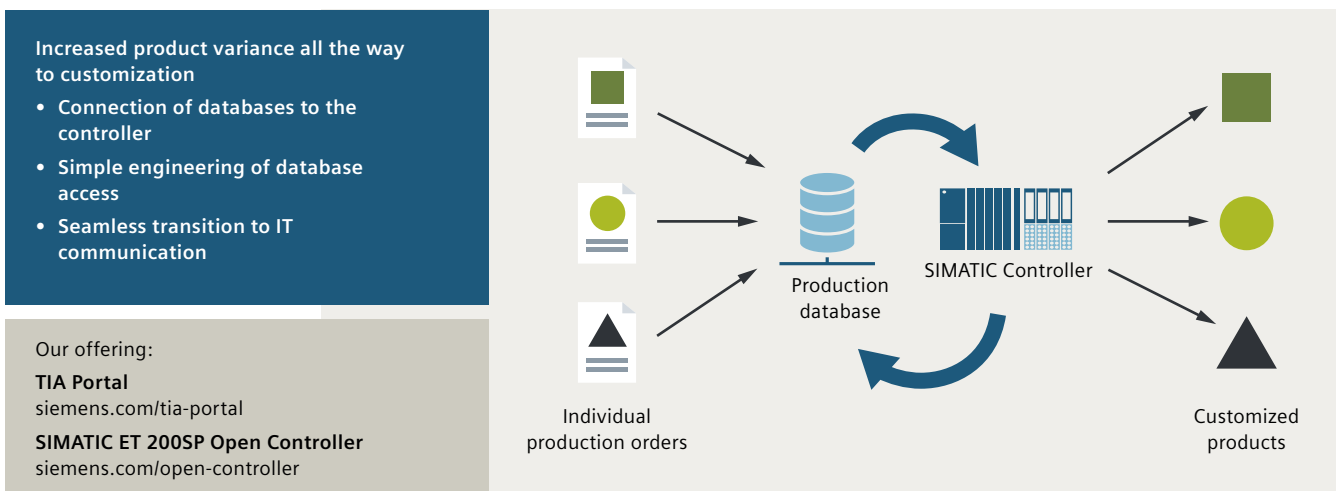 Increased product variance all the way
to customization
• Connection of databases to the
controller
• Simple engineering of database
access
• Seamless transition to IT
communication
Our offering:
TIA Portal
siemens.com/tia-portal
SIMATIC ET 200SP Open Controller
siemens.com/open-controller
Individual
production orders
Production
database
SIMATIC Controller
Customized
products